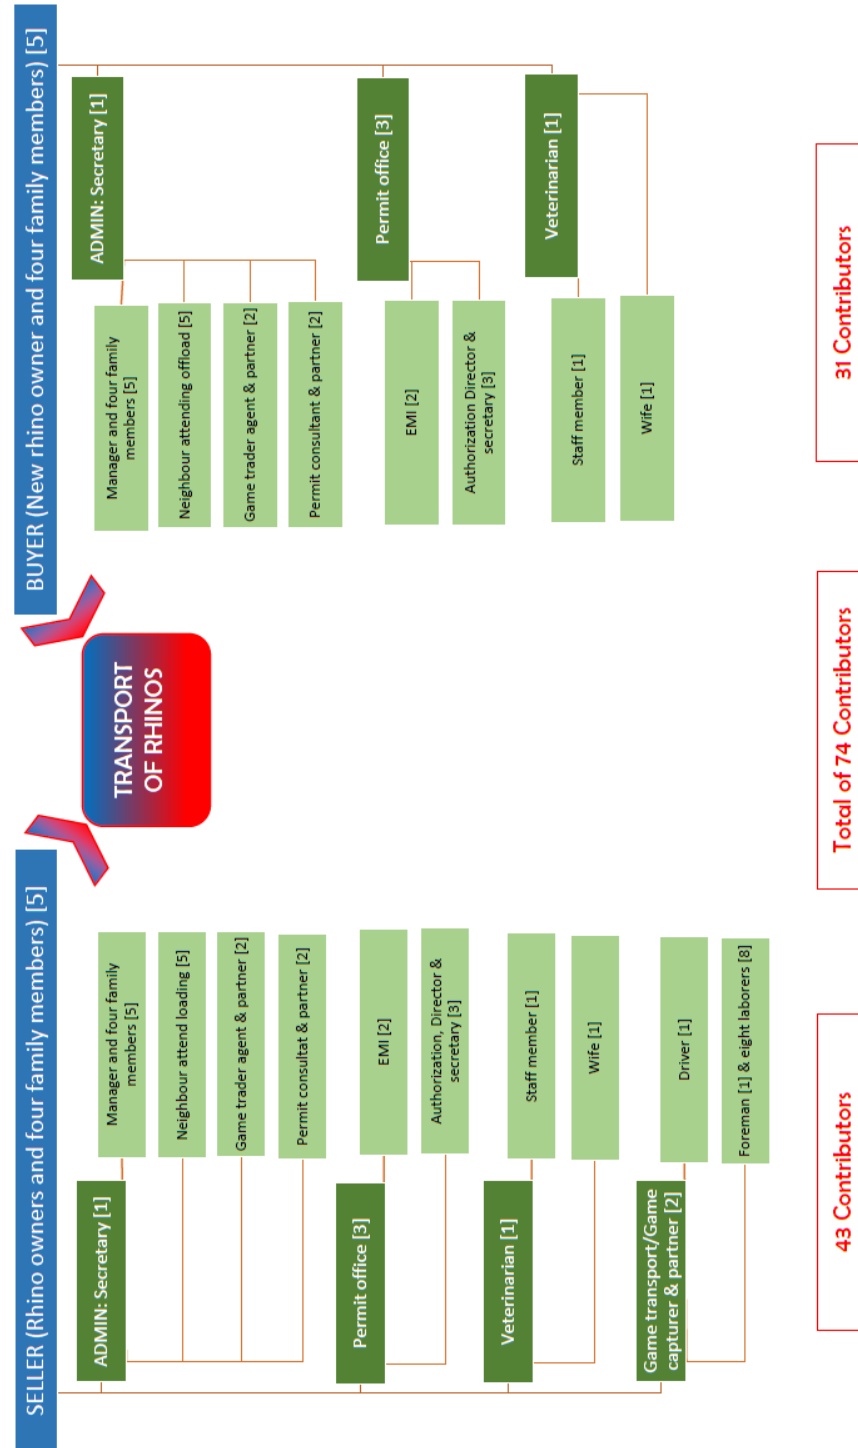 SELLER (Rhino owners and four family members) [5]
ADMIN: Secretary [1]
Manager and four family
members [5]
Neighbour attend loading [5]
Game trader agent & partner [2]
Permit consultat & partner [2]
Permit office [3]
EMI [2]
Authorization, Director &
secretary [3]
Veterinarian [1]
Staff member [1]
Wife [1]
Game transport/Game
capturer & partner [2]
Driver [1]
Foreman [1] & eight laborers [8]
43 Contributors
TRANSPORT
OF RHINOS
Total of 74 Contributors
BUYER (New rhino owner and four family members) [5]
ADMIN: Secretary [1]
Manager and four family
members [5]
Neighbour attending offload [5]
Game trader agent & partner [2]
Permit consultant & partner [2]
Permit office [3]
EMI [2]
Authorization Director &
secretary [3]
Veterinarian [1]
Staff member [1]
Wife [1]
31 Contributors